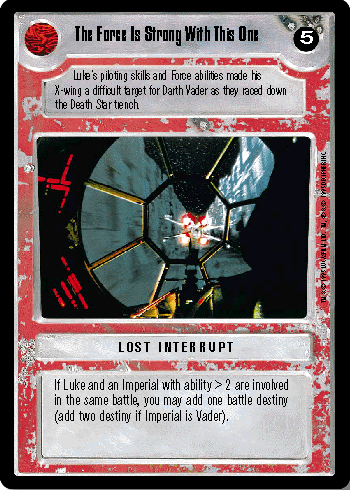 The Force Is Strong With This One
5
Luke's piloting skills and Force abilities made his
X-wing a difficult target for Darth Vader as they raced down
the Death Star trench.
LOST INTERRUPT
If Luke and an Imperial with ability > 2 are involved
in the same battle, you may add one battle destiny
(add two destiny if Imperial is Vader).